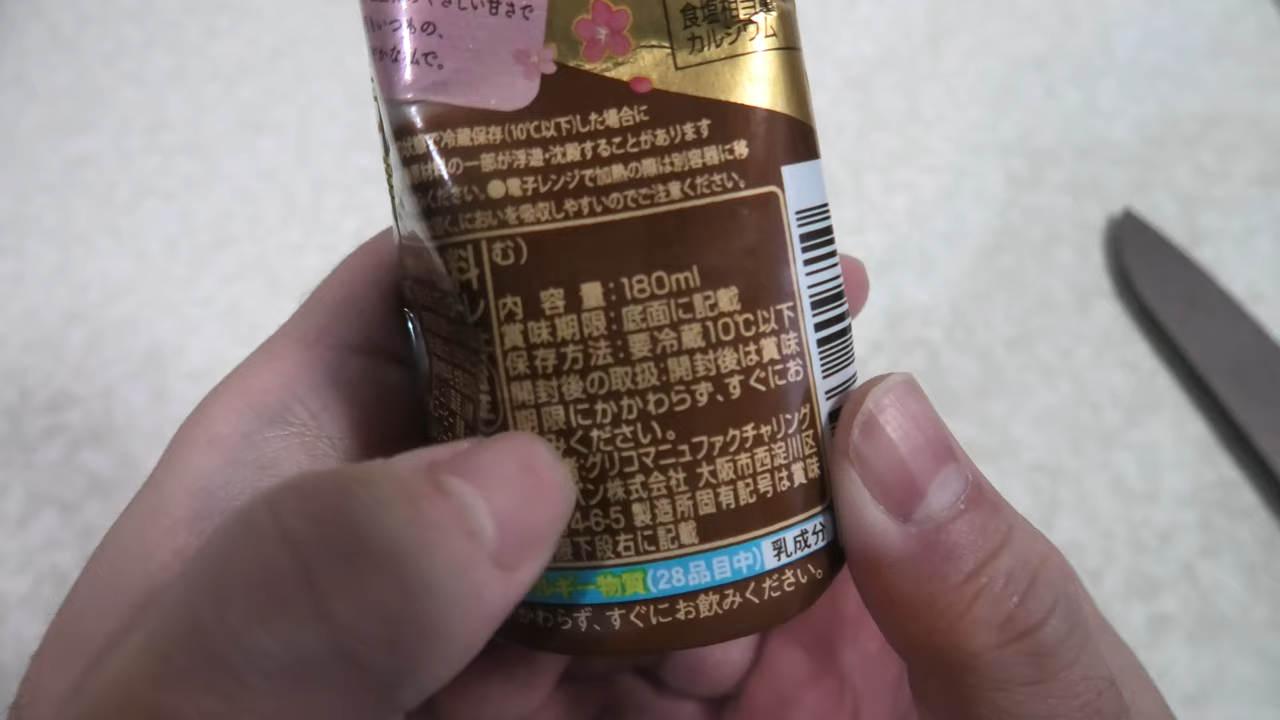 さしい甘さで
いつもの、
食塩相当量
カルシウム
冷蔵保存(10℃以下)した場合に
の一部が浮遊・沈殿することがあります
ください。●電子レンジで加熱の際は別容器に移
においを吸収しやすいのでご注意ください。
料
む)
内容量:180ml
賞味期限:底面に記載
保存方法:要冷蔵10℃以下
開封後の取扱:開封後は賞味
期限にかかわらず、すぐにお
みください。
グリコマニュファクチャリング
株式会社 大阪市西淀川区
4-6-5 製造所固有記号は賞味
下段右に記載
ルギー物質(28品目中) 乳成分
かわらず、すぐにお飲みください。